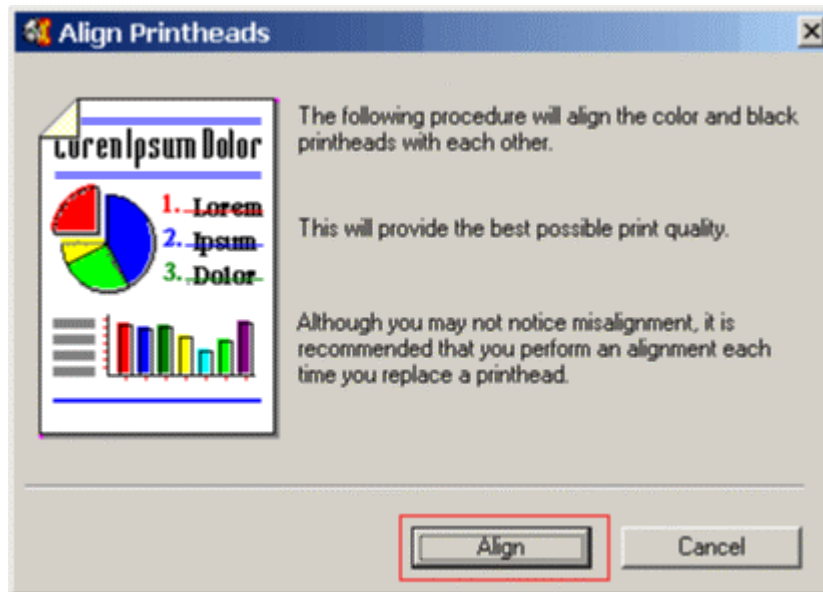 Align Printheads
Lorem Ipsum Dolor
1. Lorem
2. Ipsum
3. Dolor
The following procedure will align the color and black
printheads with each other.
This will provide the best possible print quality.
Although you may not notice misalignment, it is
recommended that you perform an alignment each
time you replace a printhead.
Align
Cancel